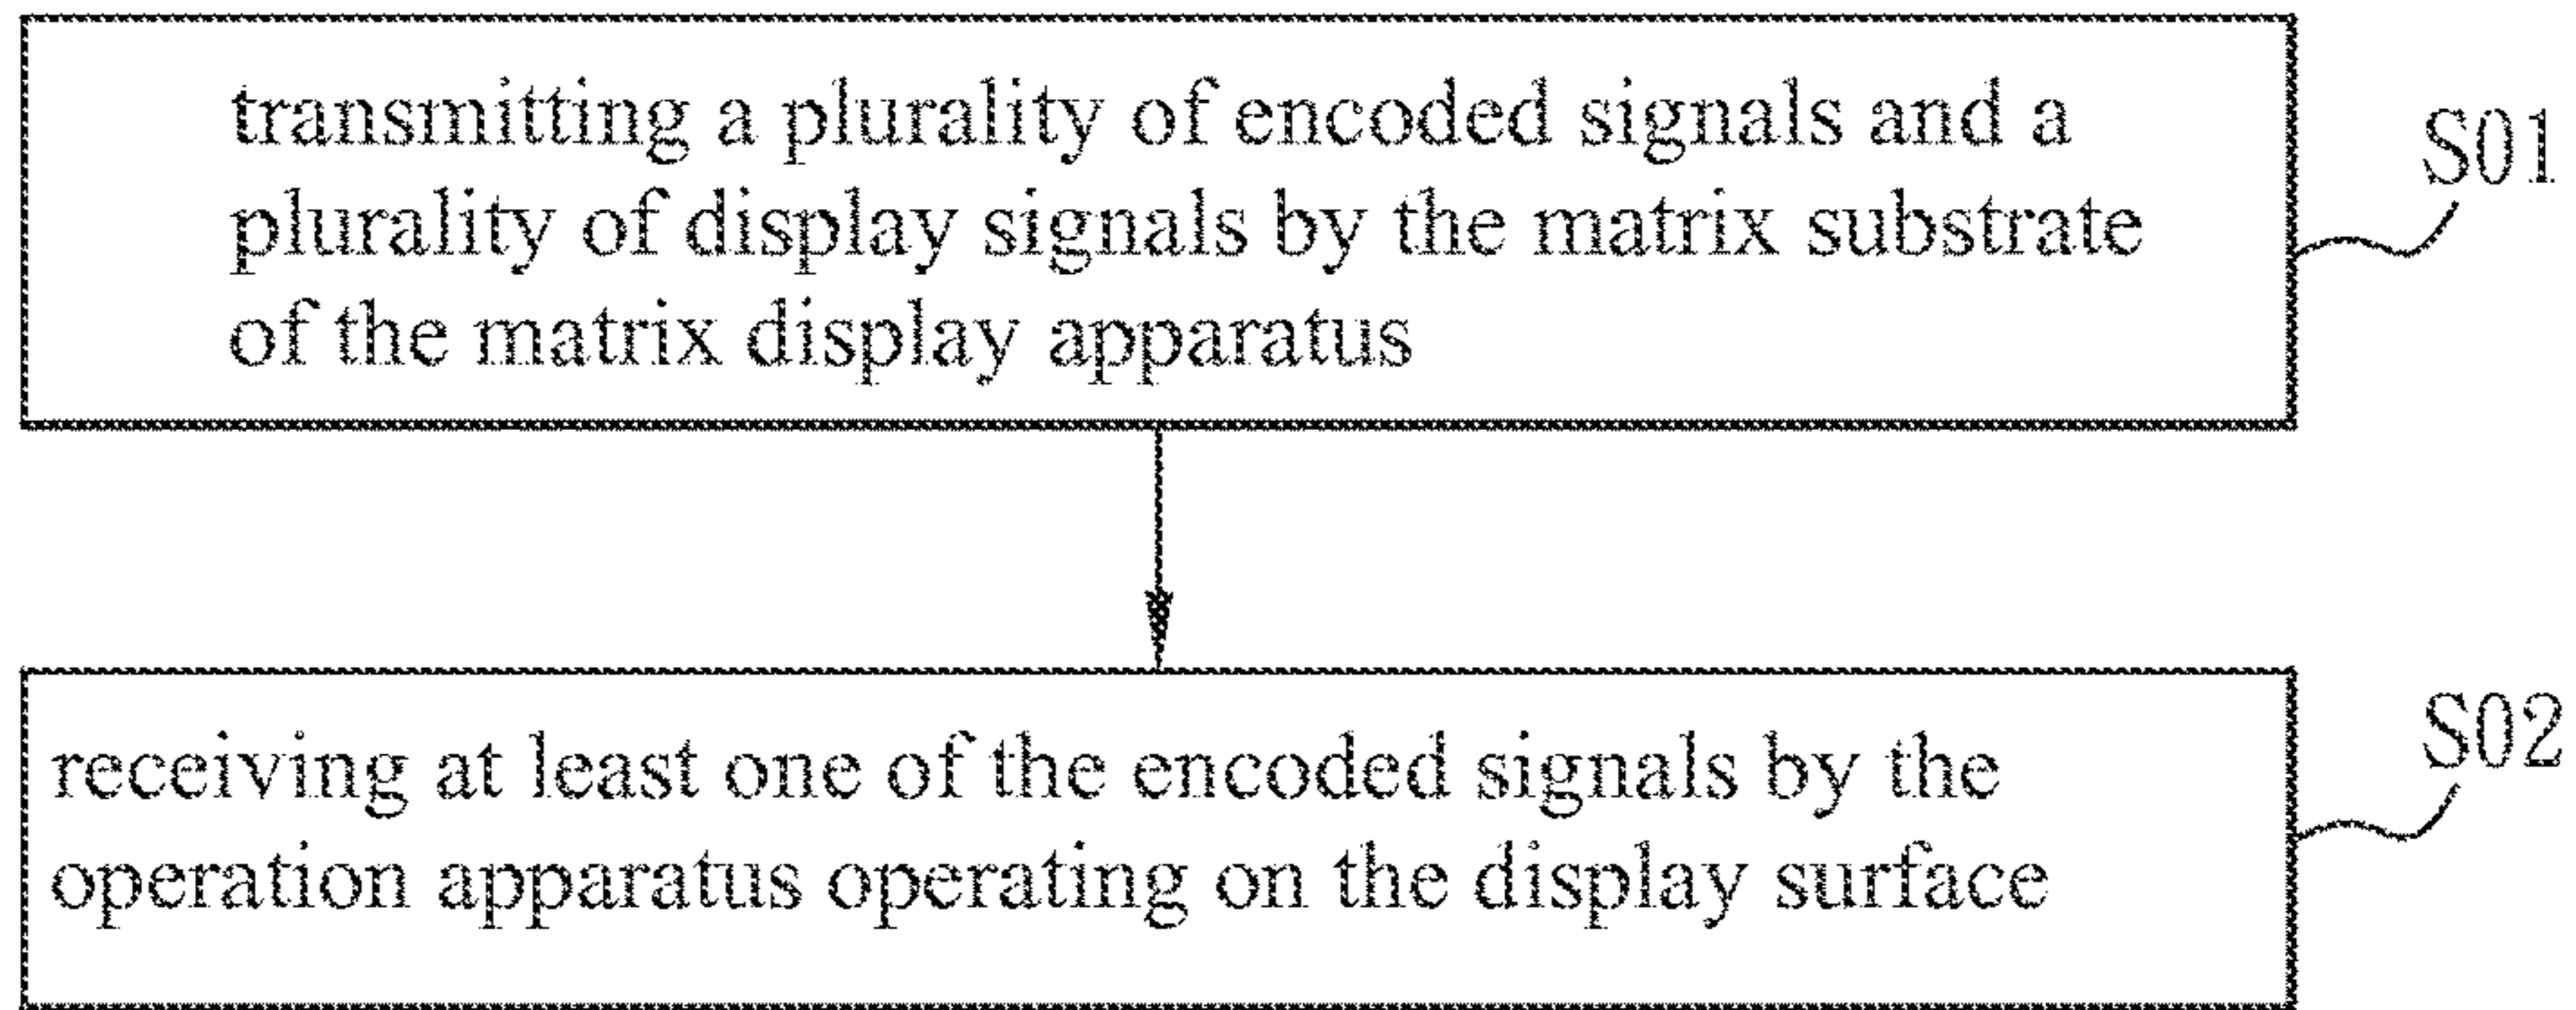 transmitting a plurality of encoded signals and a
plurality of display signals by the matrix substrate
of the matrix display apparatus
S01
receiving at least one of the encoded signals by the
operation apparatus operating on the display surface
S02